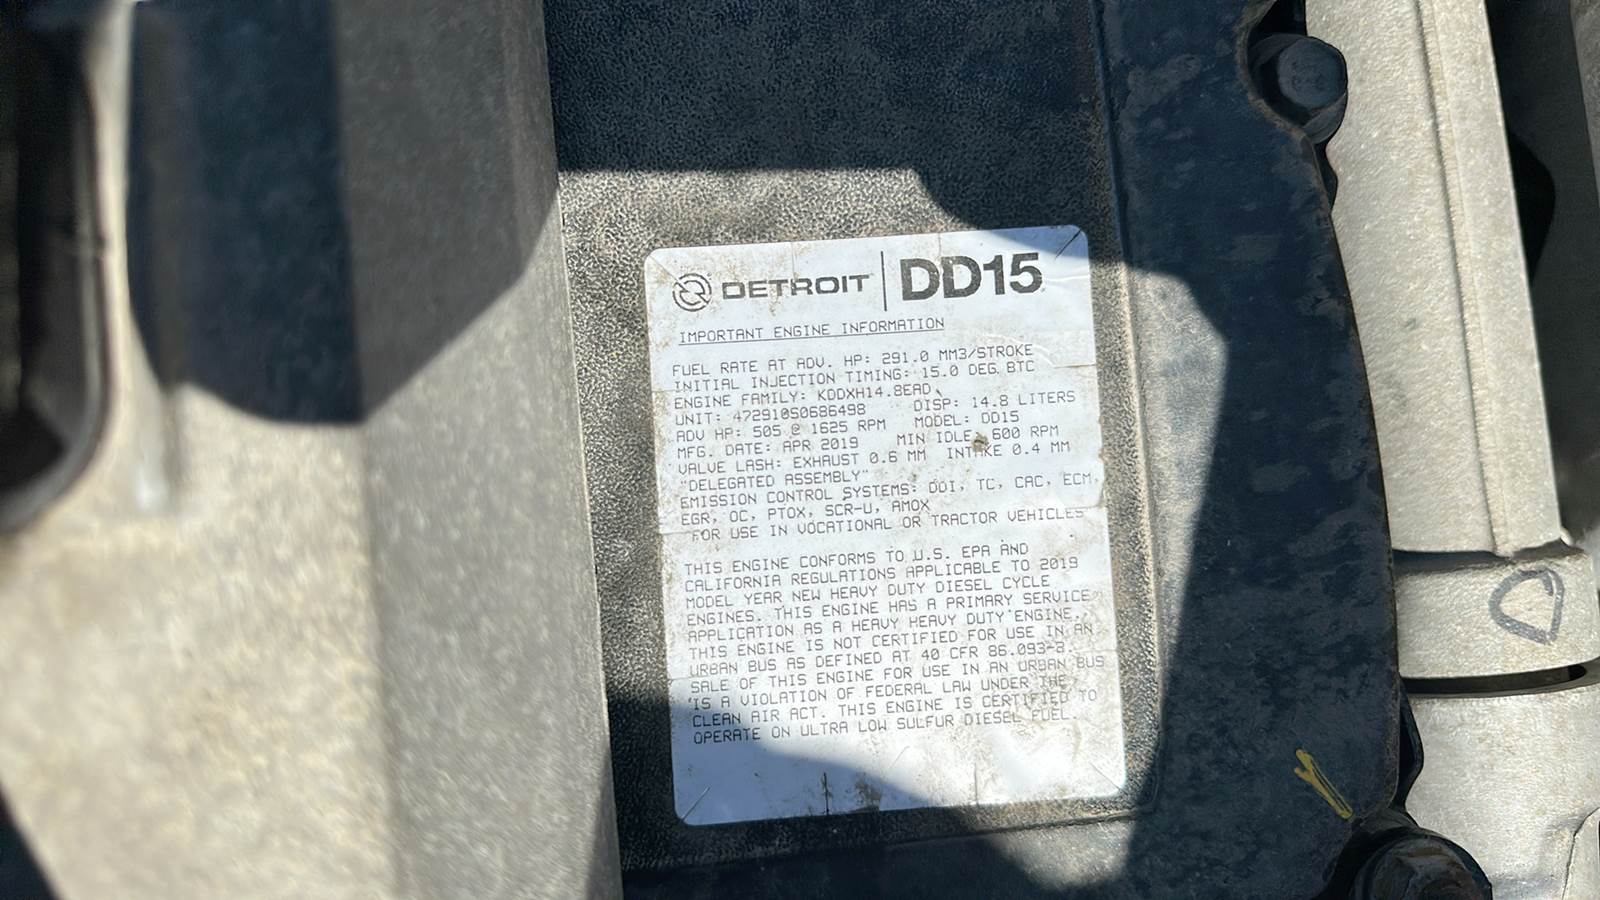 DETROIT DD15
IMPORTANT ENGINE INFORMATION
FUEL RATE AT ADV. HP: 291.0 MM3/STROKE
INITIAL INJECTION TIMING: 15.0 DEG. BTC
ENGINE FAMILY: KDDXH14.8EAD
UNIT: 472910S0686498 DISP: 14.8 LITERS
ADV HP: 505 @ 1625 RPM MODEL: DD15
MFG. DATE: APR 2019 MIN IDLE: 600 RPM
VALVE LASH: EXHAUST 0.6 MM INTAKE 0.4 MM
"DELEGATED ASSEMBLY"
EMISSION CONTROL SYSTEMS: DDI, TC, CAC, ECM,
EGR, OC, PTOX, SCR-U, AMOX
FOR USE IN VOCATIONAL OR TRACTOR VEHICLES
THIS ENGINE CONFORMS TO U.S. EPA AND
CALIFORNIA REGULATIONS APPLICABLE TO 2019
MODEL YEAR NEW HEAVY DUTY DIESEL CYCLE
ENGINES. THIS ENGINE HAS A PRIMARY SERVICE
APPLICATION AS A HEAVY HEAVY DUTY ENGINE.
THIS ENGINE IS NOT CERTIFIED FOR USE IN AN
URBAN BUS AS DEFINED AT 40 CFR 86.093-2.
SALE OF THIS ENGINE FOR USE IN AN URBAN BUS
IS A VIOLATION OF FEDERAL LAW UNDER THE
CLEAN AIR ACT. THIS ENGINE IS CERTIFIED TO
OPERATE ON ULTRA LOW SULFUR DIESEL FUEL.